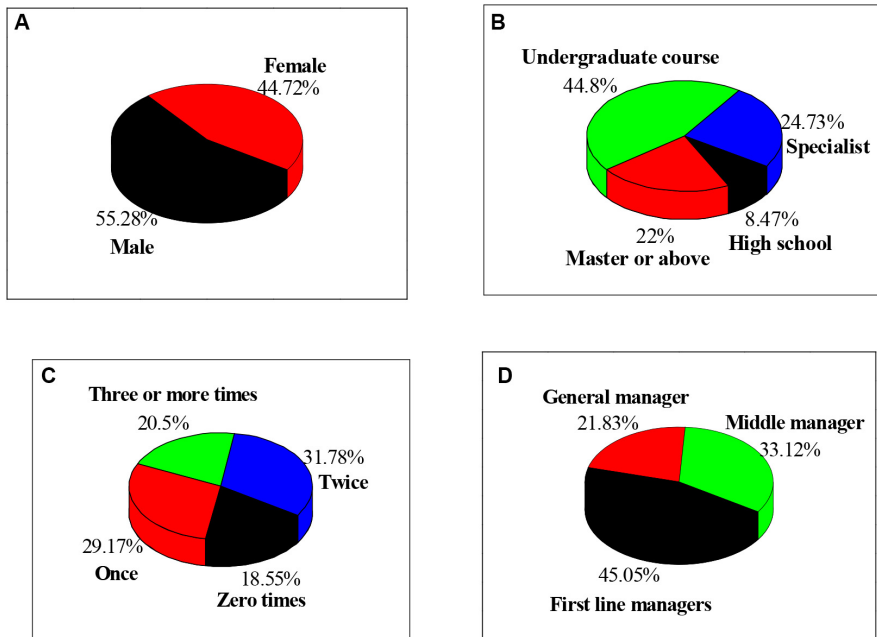 A
Female
44.72%
55.28%
Male
B
Undergraduate course
44.8%
24.73%
Specialist
8.47%
High school
22%
Master or above
C
Three or more times
20.5%
31.78%
Twice
29.17%
Once
18.55%
Zero times
D
General manager
21.83%
Middle manager
33.12%
45.05%
First line managers